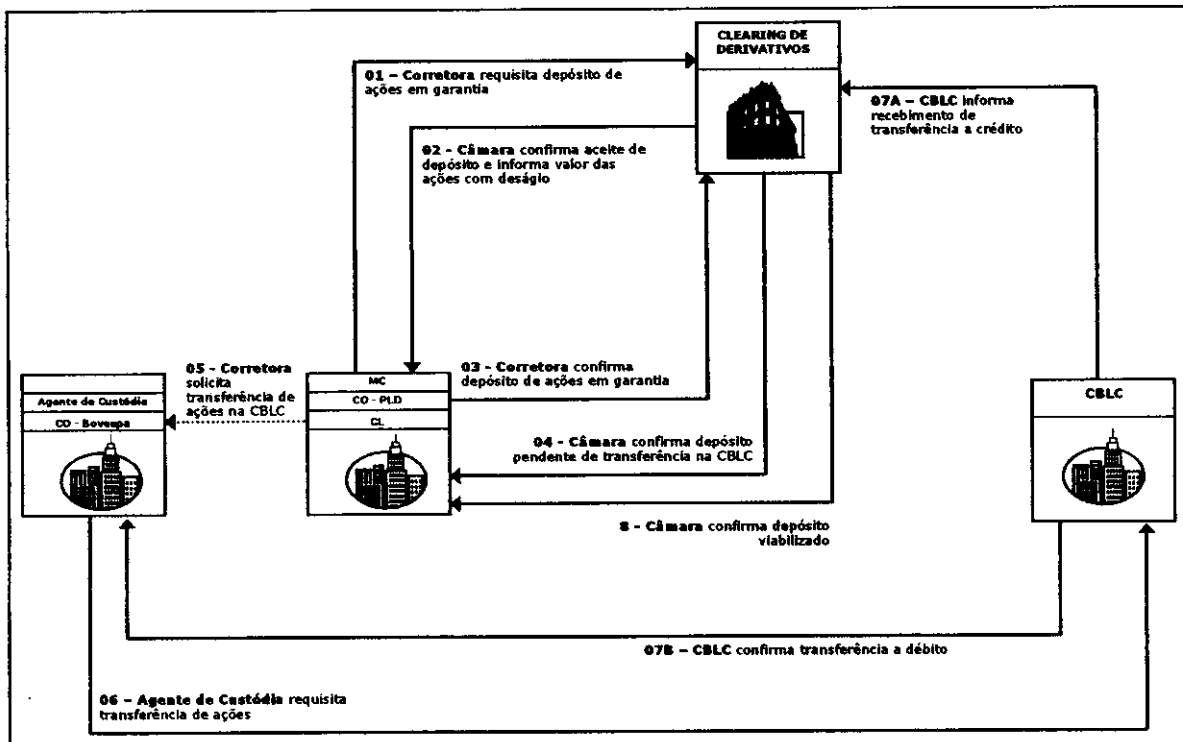 CLEARING DE
DERIVATIVOS
01 – Corretora requisita depósito de
ações em garantia
07A – CBLC informa
recebimento de
transferência a crédito
02 - Câmara confirma aceite de
depósito e informa valor das
ações com deságio
05 - Corretora
solicita
transferência de
ações na CBLC
03 - Corretora confirma
depósito de ações em garantia
Agente de Custódia
CO - Bovespa
MC
CO - PLD
CL
CBLC
04 - Câmara confirma depósito
pendente de transferência na CBLC
8 - Câmara confirma depósito
viabilizado
07B – CBLC confirma transferência a débito
06 – Agente de Custódia requisita
transferência de ações